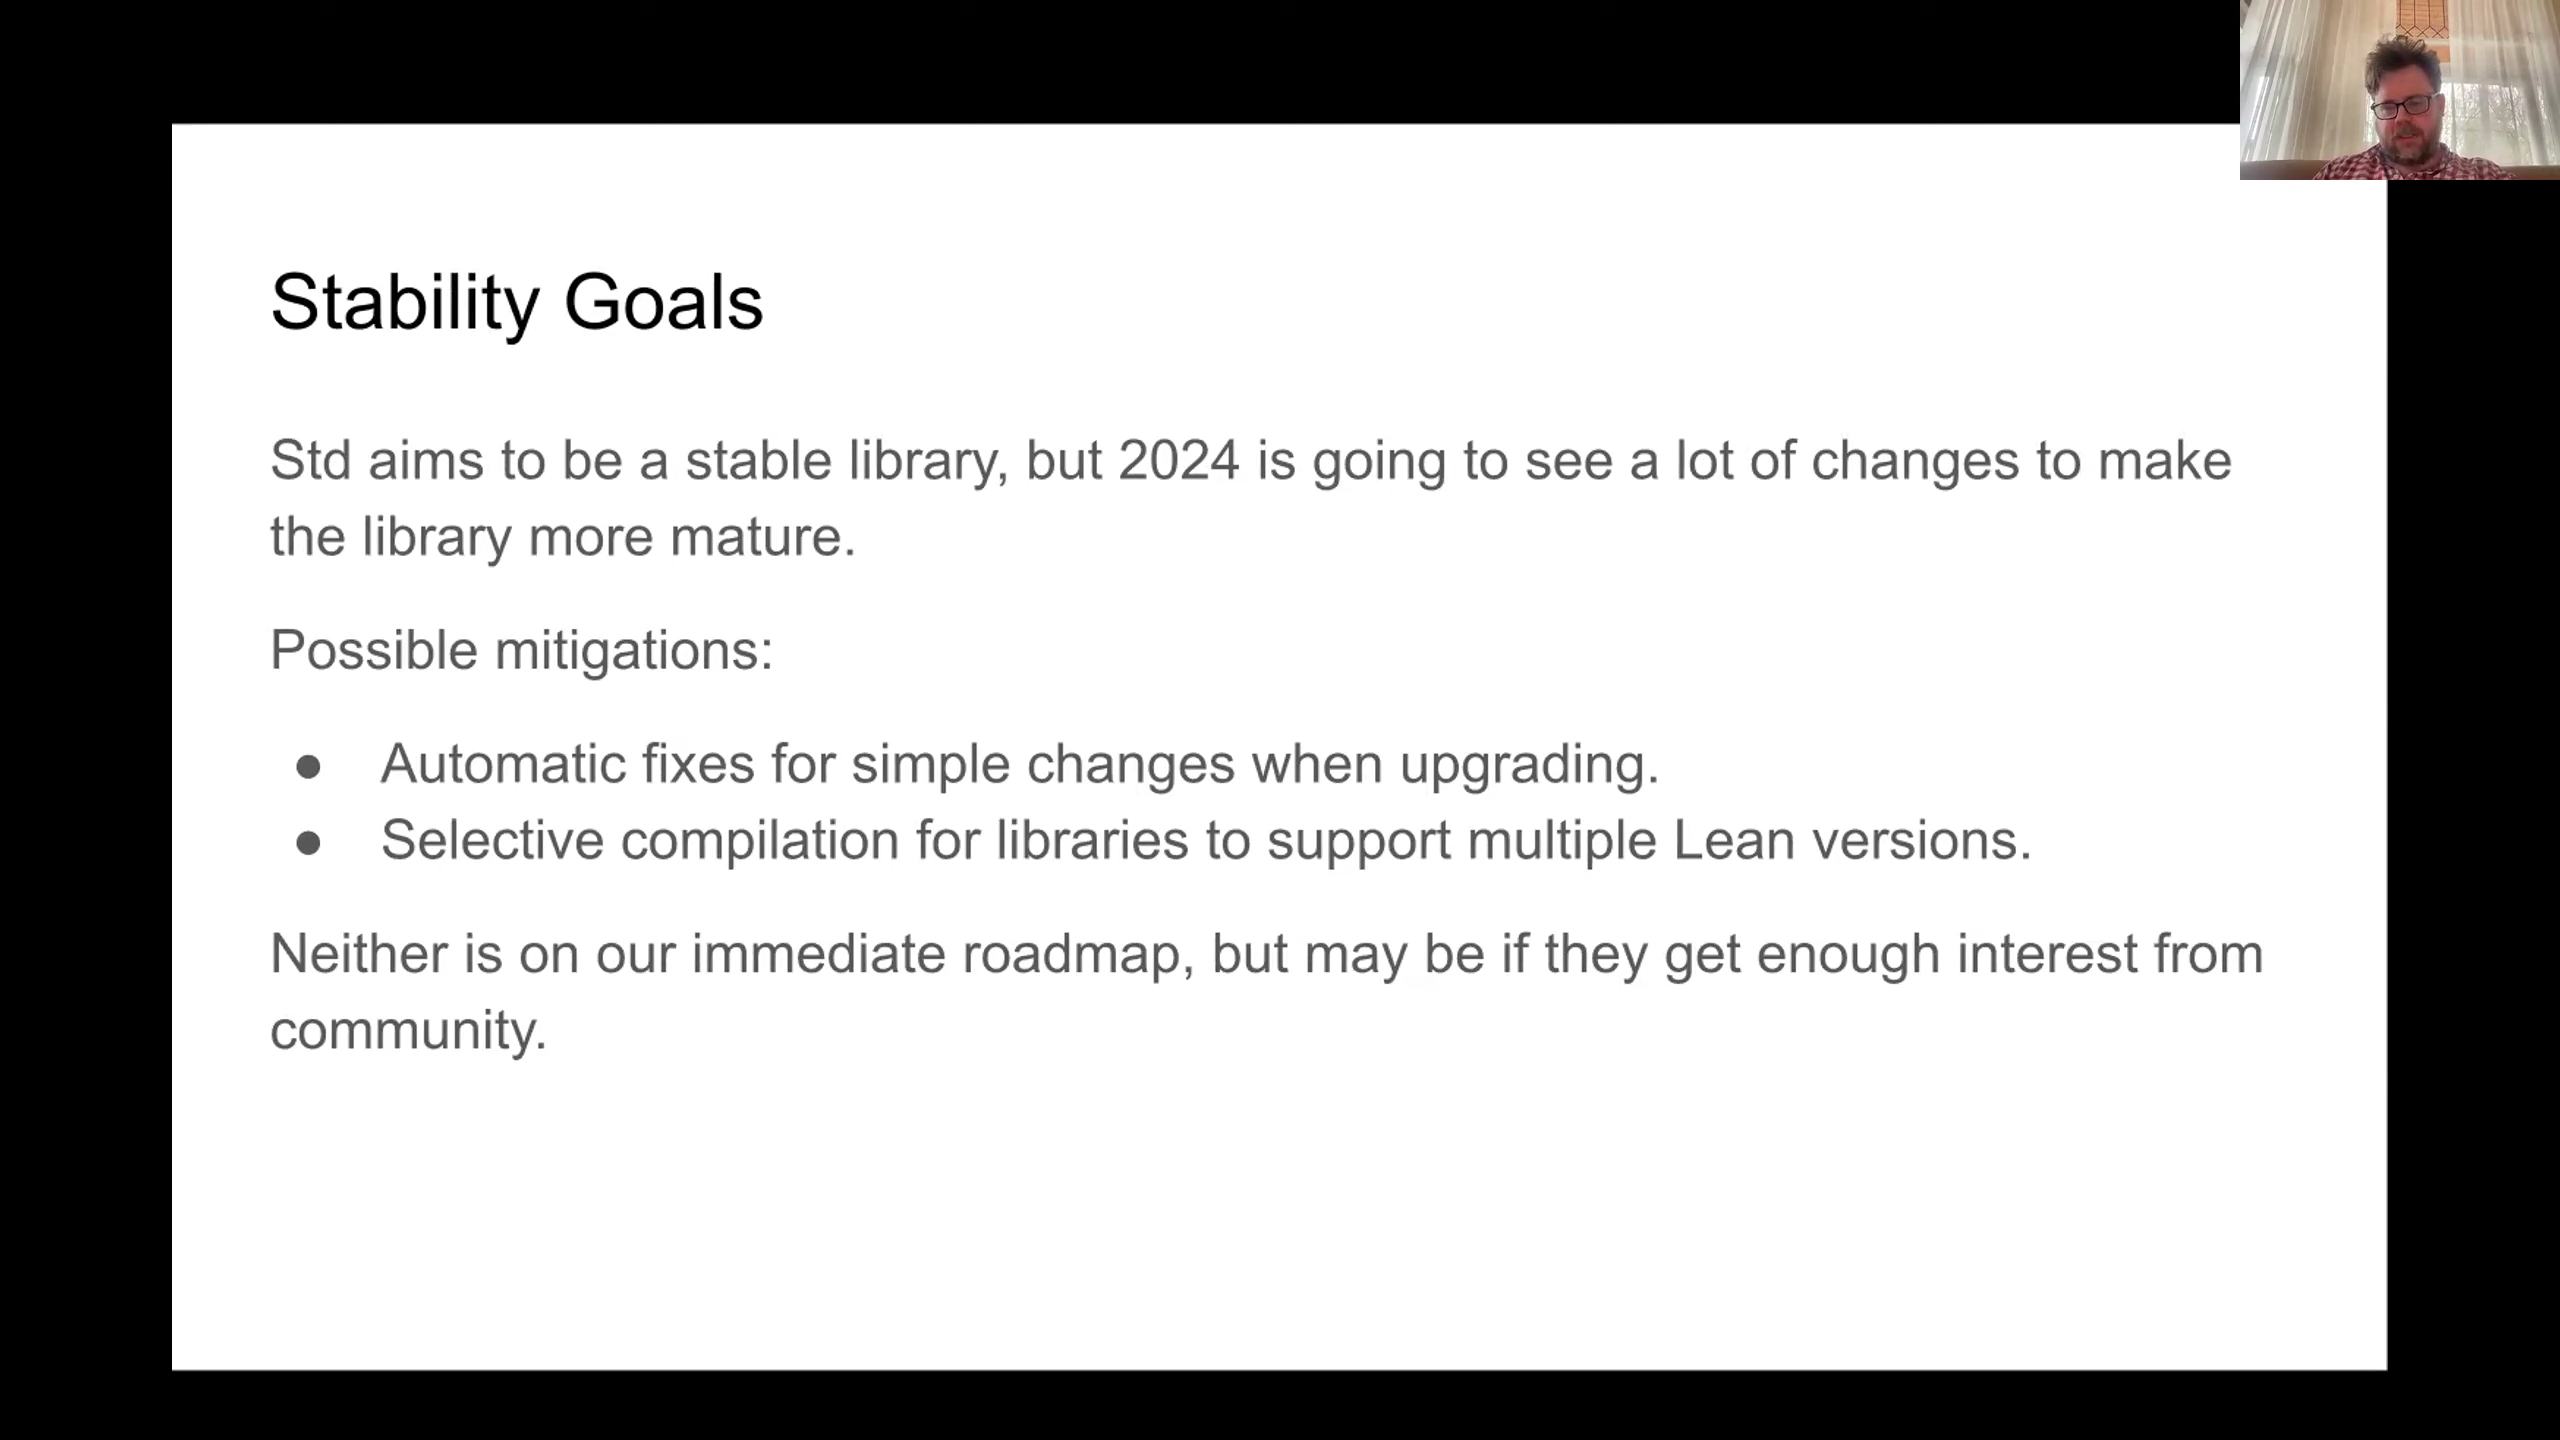 Stability Goals
Std aims to be a stable library, but 2024 is going to see a lot of changes to make
the library more mature.
Possible mitigations:
● Automatic fixes for simple changes when upgrading.
● Selective compilation for libraries to support multiple Lean versions.
Neither is on our immediate roadmap, but may be if they get enough interest from
community.